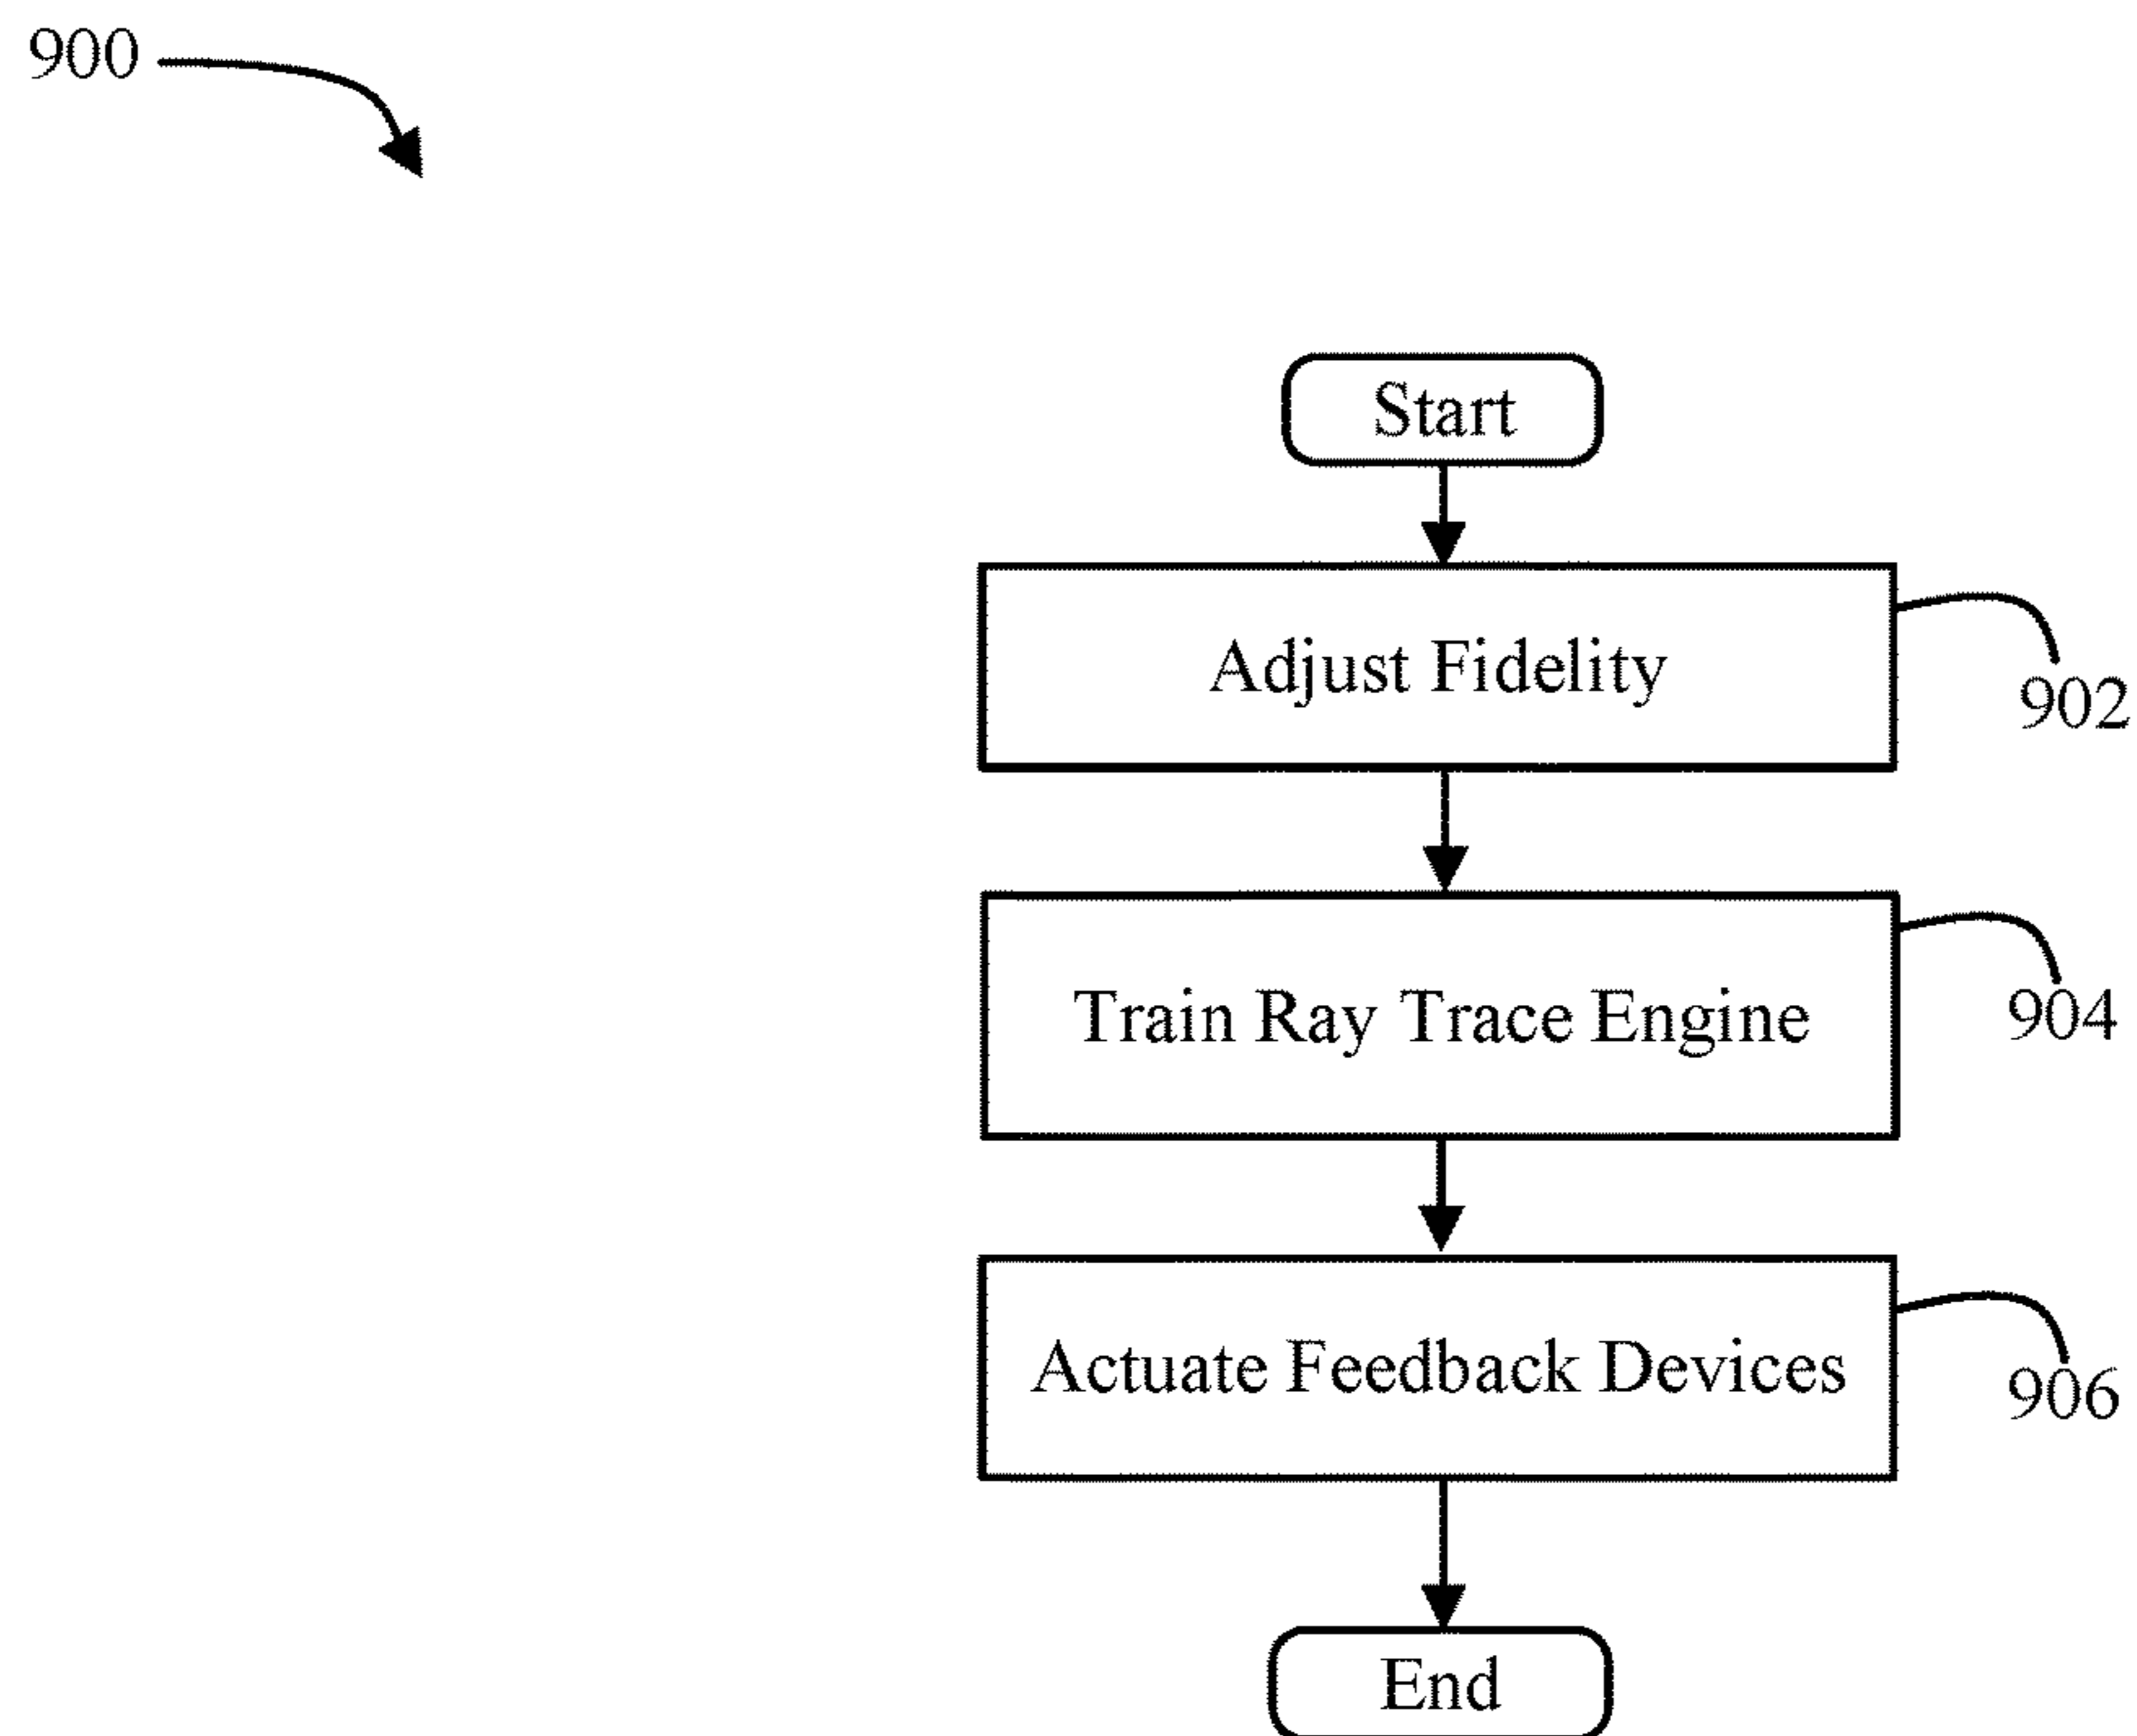 900
Start
Adjust Fidelity
902
Train Ray Trace Engine
904
Actuate Feedback Devices
906
End